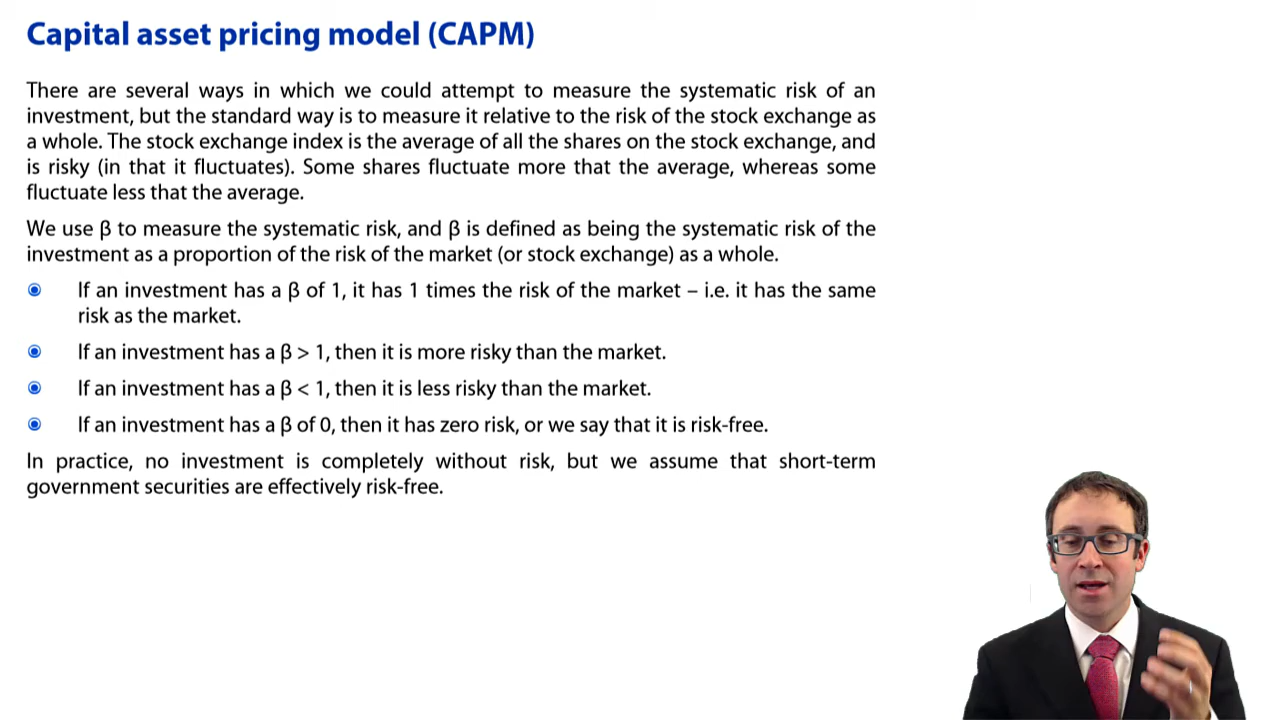 Capital asset pricing model (CAPM)
There are several ways in which we could attempt to measure the systematic risk of an
investment, but the standard way is to measure it relative to the risk of the stock exchange as
a whole. The stock exchange index is the average of all the shares on the stock exchange, and
is risky (in that it fluctuates). Some shares fluctuate more that the average, whereas some
fluctuate less that the average.
We use β to measure the systematic risk, and β is defined as being the systematic risk of the
investment as a proportion of the risk of the market (or stock exchange) as a whole.
If an investment has a β of 1, it has 1 times the risk of the market – i.e. it has the same
risk as the market.
If an investment has a β > 1, then it is more risky than the market.
If an investment has a β < 1, then it is less risky than the market.
If an investment has a β of 0, then it has zero risk, or we say that it is risk-free.
In practice, no investment is completely without risk, but we assume that short-term
government securities are effectively risk-free.